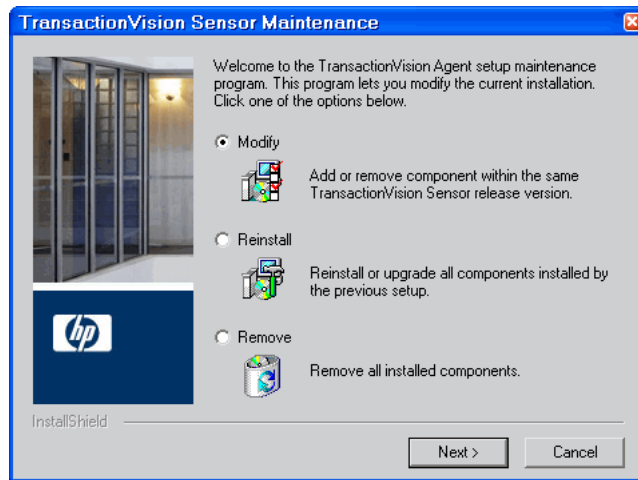 TransactionVision Sensor Maintenance
Welcome to the TransactionVision Agent setup maintenance
program. This program lets you modify the current installation.
Click one of the options below.
Modify
Add or remove component within the same
TransactionVision Sensor release version.
Reinstall
Reinstall or upgrade all components installed by
the previous setup.
hp
Remove
Remove all installed components.
InstallShield
Next >
Cancel